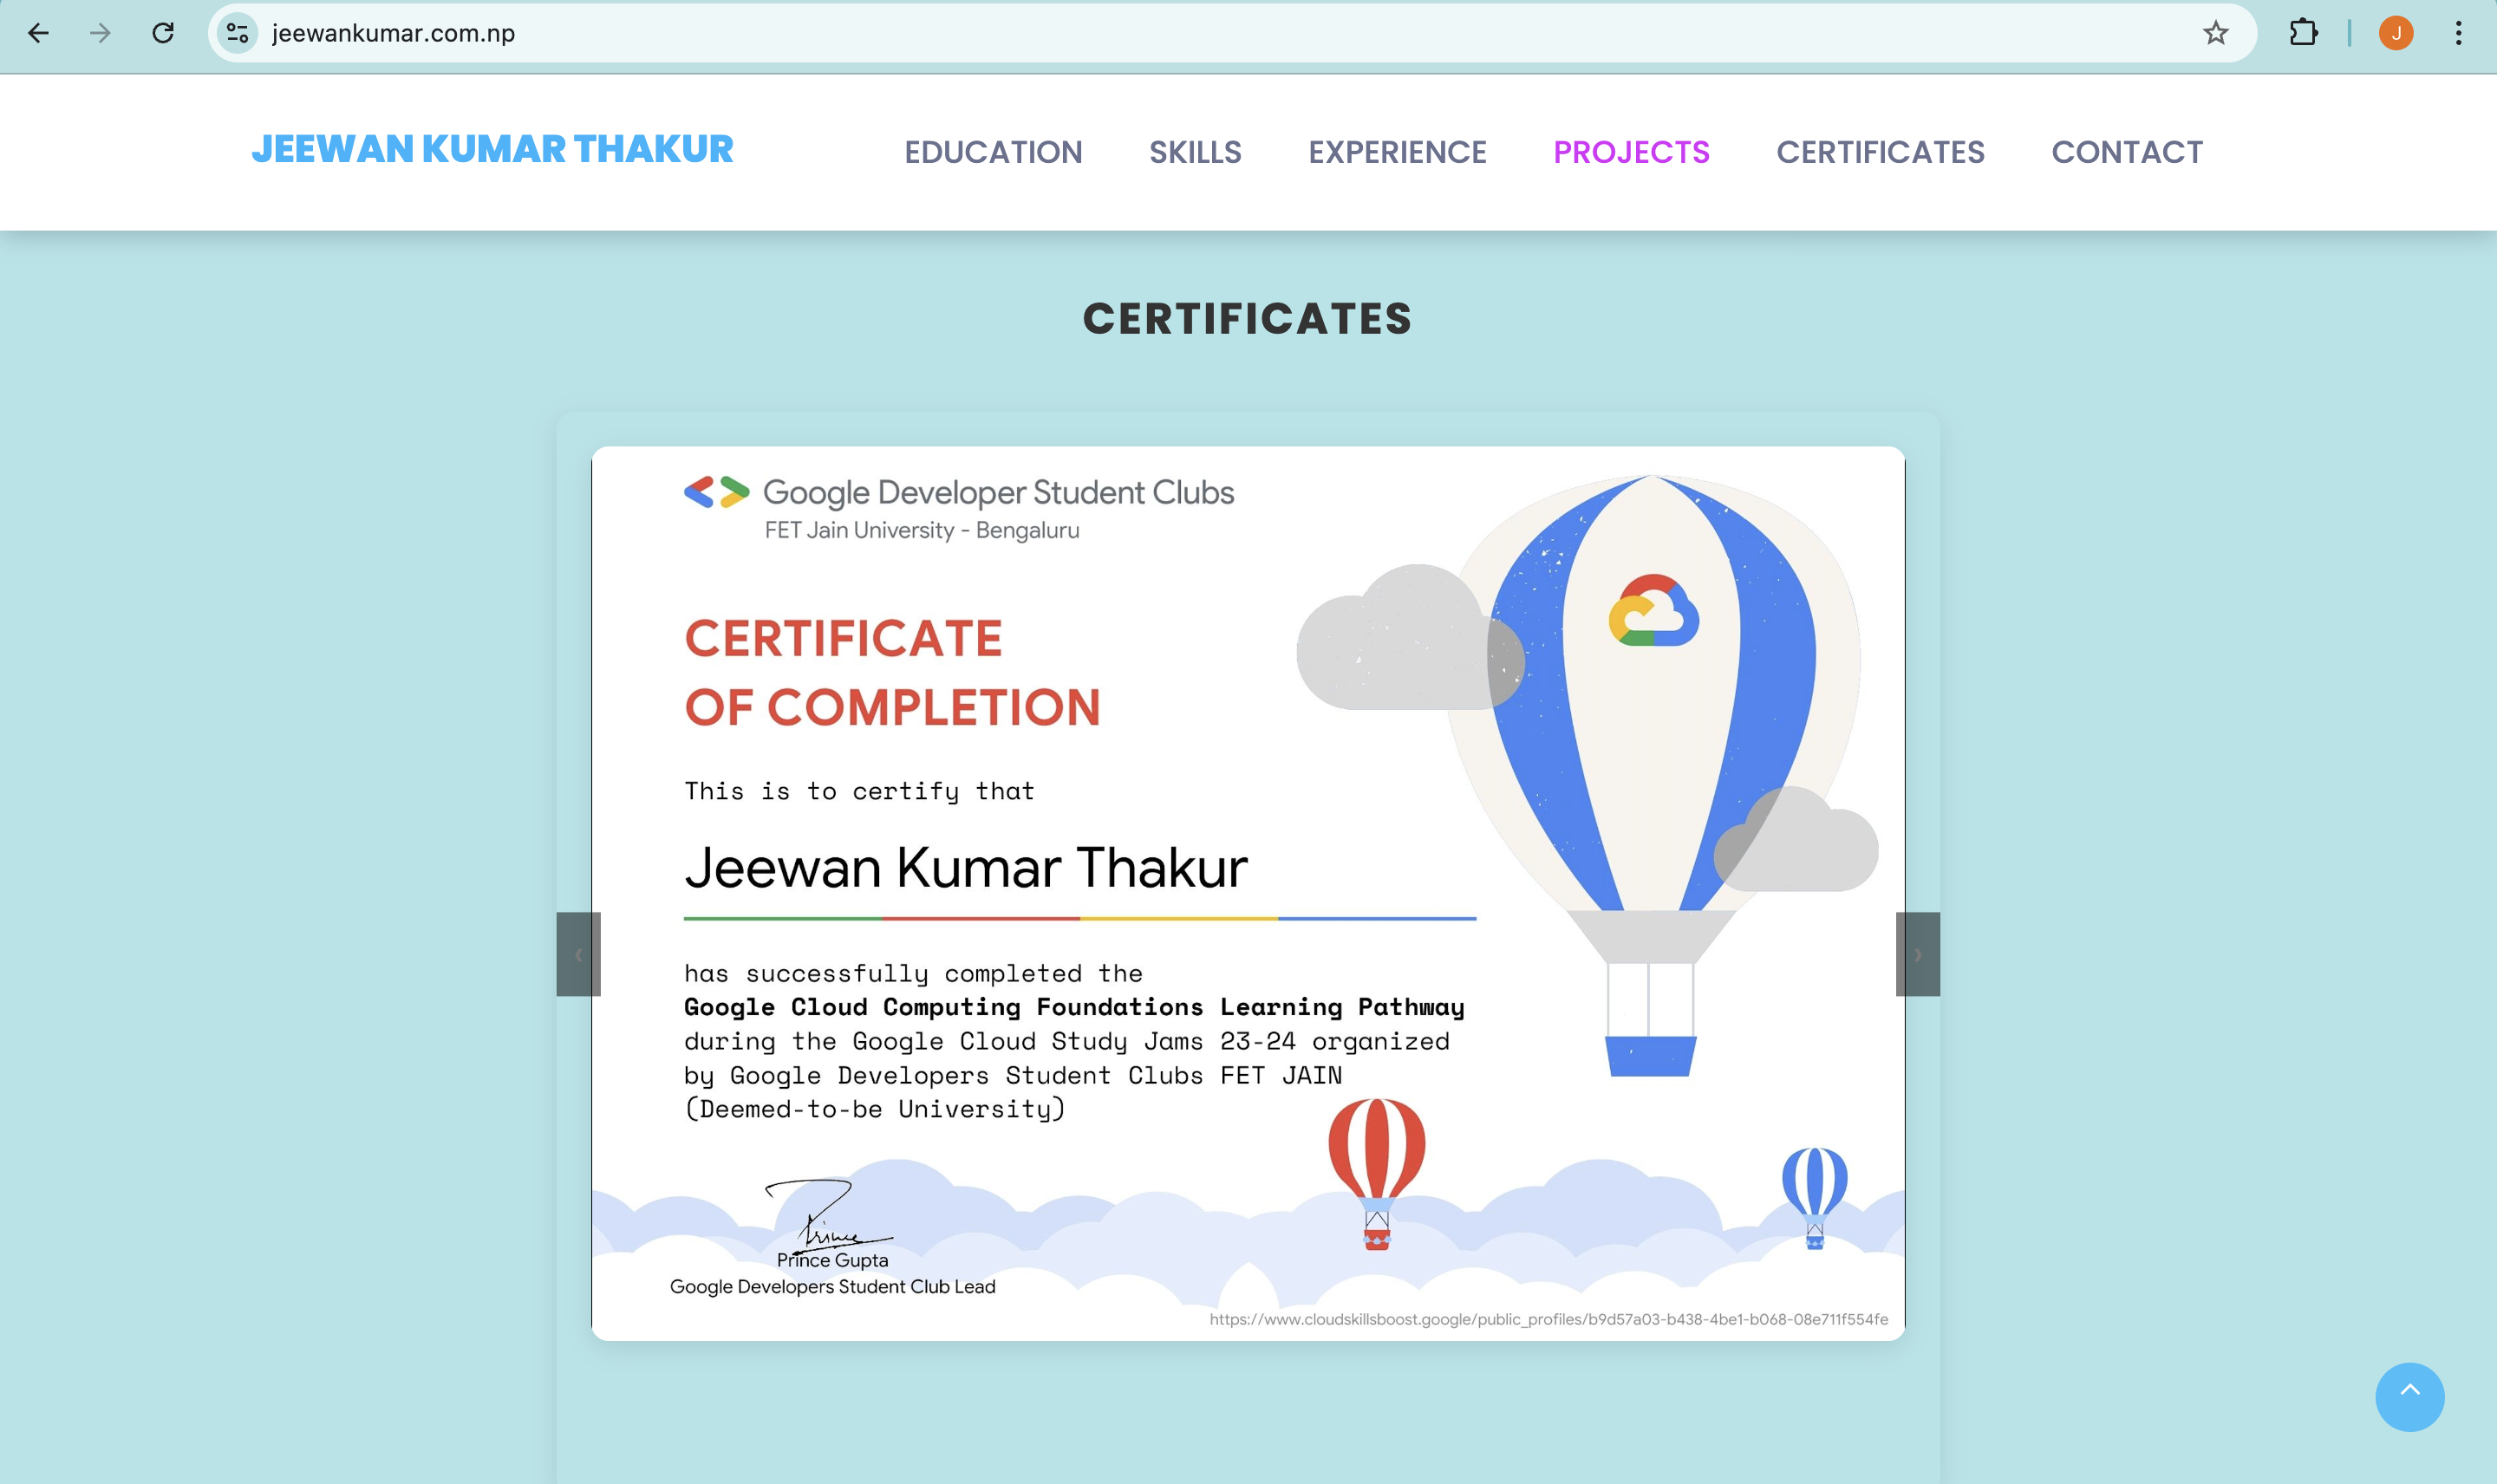 jeewankumar.com.np
J
JEEWAN KUMAR THAKUR
EDUCATION
SKILLS
EXPERIENCE
PROJECTS
CERTIFICATES
CONTACT
CERTIFICATES
Google Developer Student Clubs
FET Jain University - Bengaluru
CERTIFICATE
OF COMPLETION
This is to certify that
Jeewan Kumar Thakur
has successfully completed the
Google Cloud Computing Foundations Learning Pathway
during the Google Cloud Study Jams 23-24 organized
by Google Developers Student Clubs FET JAIN
(Deemed-to-be University)
Prince
Prince Gupta
Google Developers Student Club Lead
https://www.cloudskillsboost.google/public_profiles/b9d57a03-b438-4be1-b068-08e711f554fe